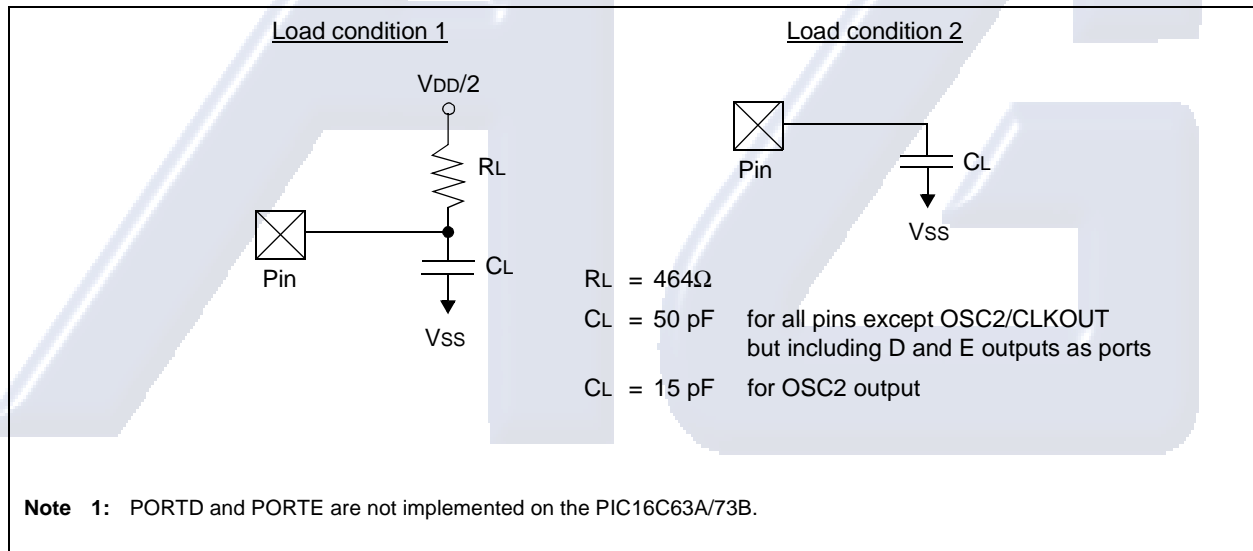 Load condition 1
VDD/2
RL
Pin
CL
VSS
Load condition 2
Pin
CL
VSS
RL = 464Ω
CL = 50 pF for all pins except OSC2/CLKOUT
but including D and E outputs as ports
CL = 15 pF for OSC2 output
Note 1: PORTD and PORTE are not implemented on the PIC16C63A/73B.